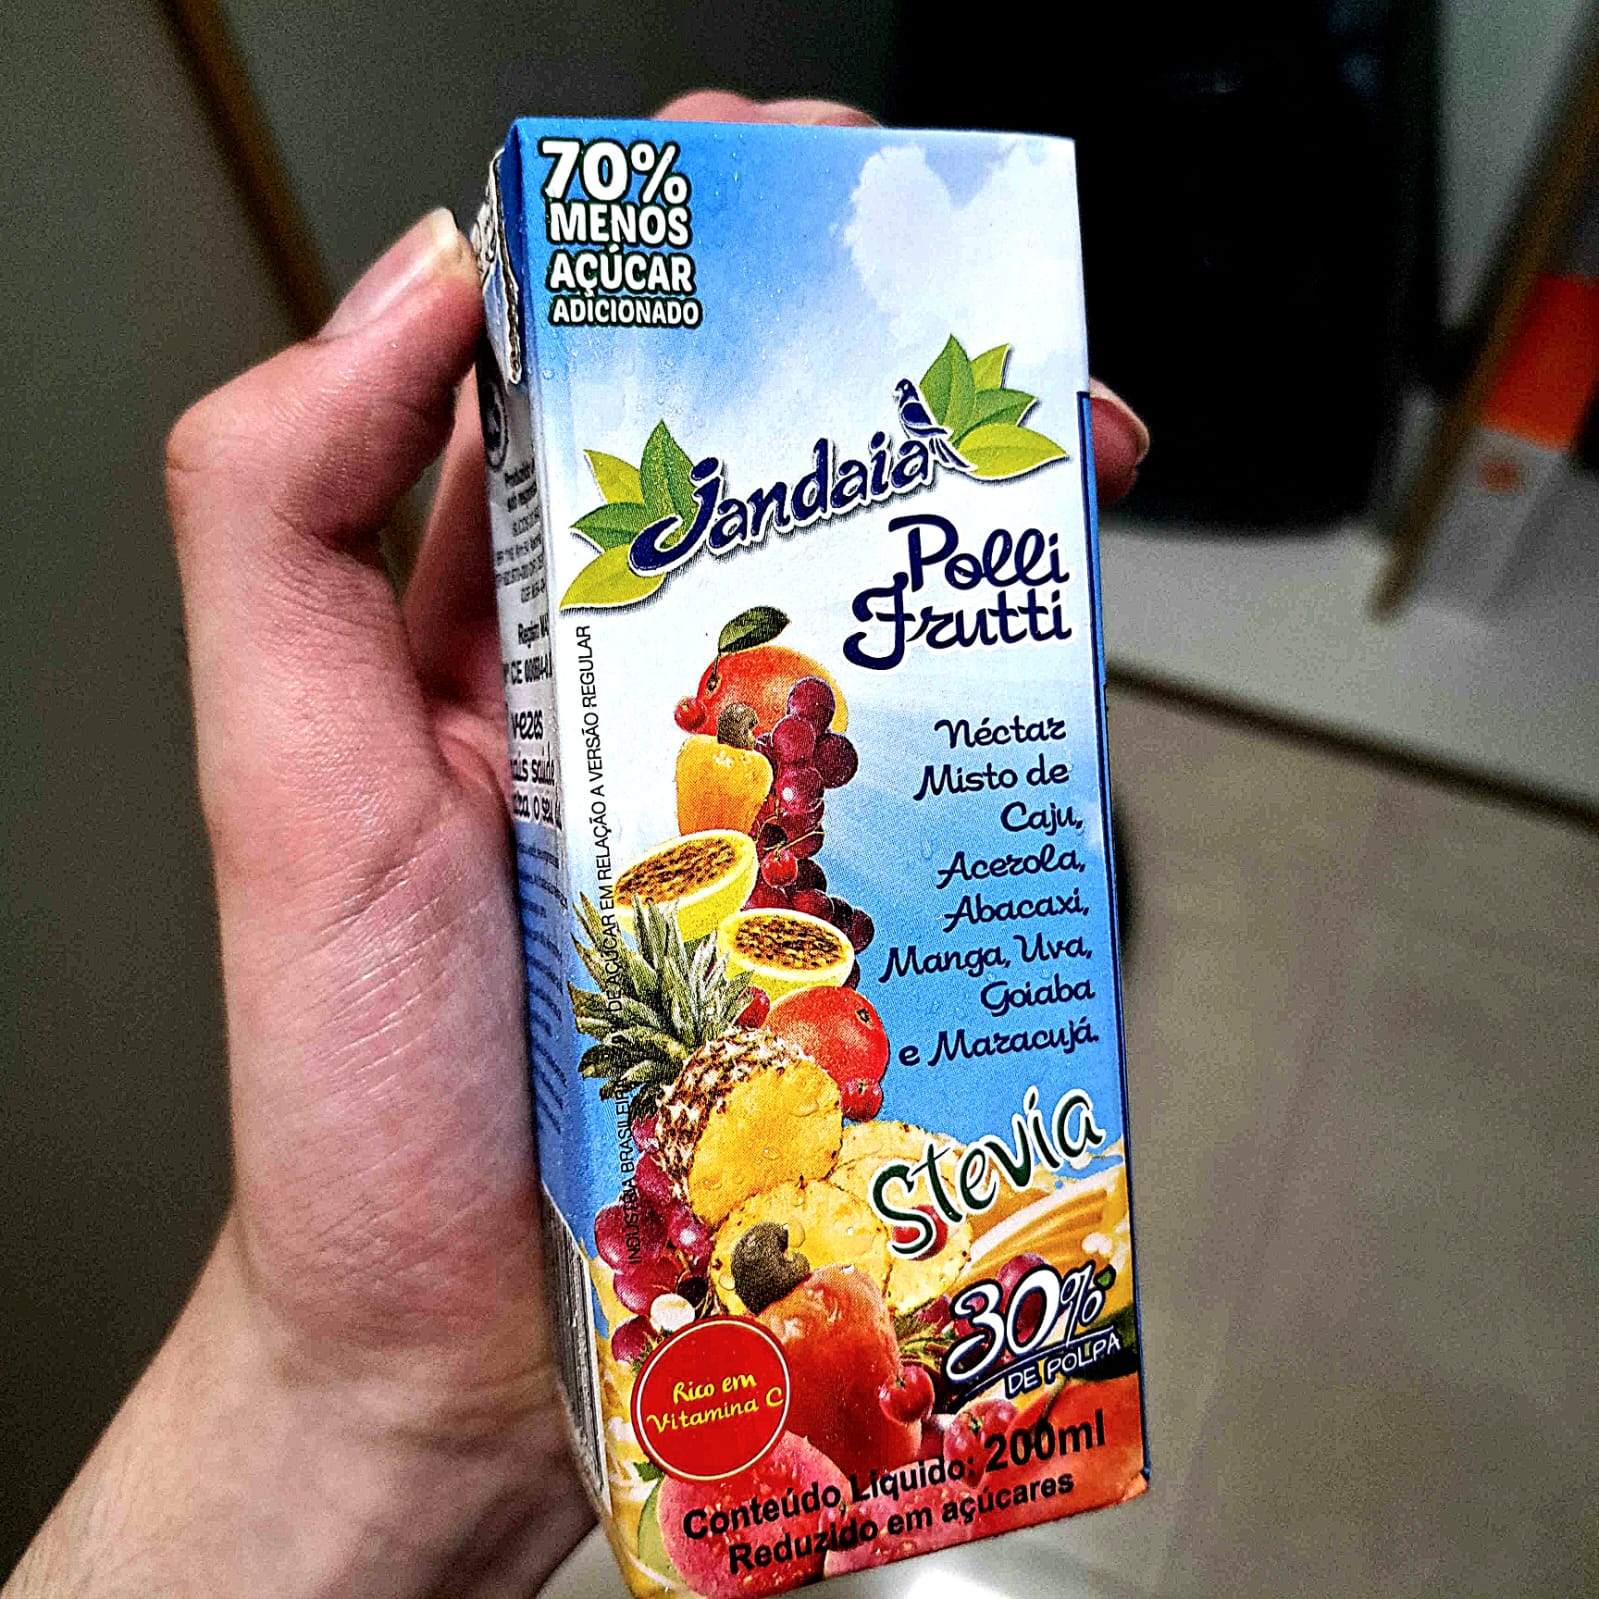 70%
MENOS
AÇÚCAR
ADICIONADO
Jandaia
Polli
Frutti
Néctar
Misto de
Caju,
Acerola,
Abacaxi,
Manga, Uva,
Goiaba
e Maracujá.
Stevia
30%
DE POLPA
Rico em
Vitamina C
Conteúdo Líquido: 200ml
Reduzido em açúcares
INDÚSTRIA BRASILEIRA
DE AÇÚCAR EM RELAÇÃO A VERSÃO REGULAR
vezes